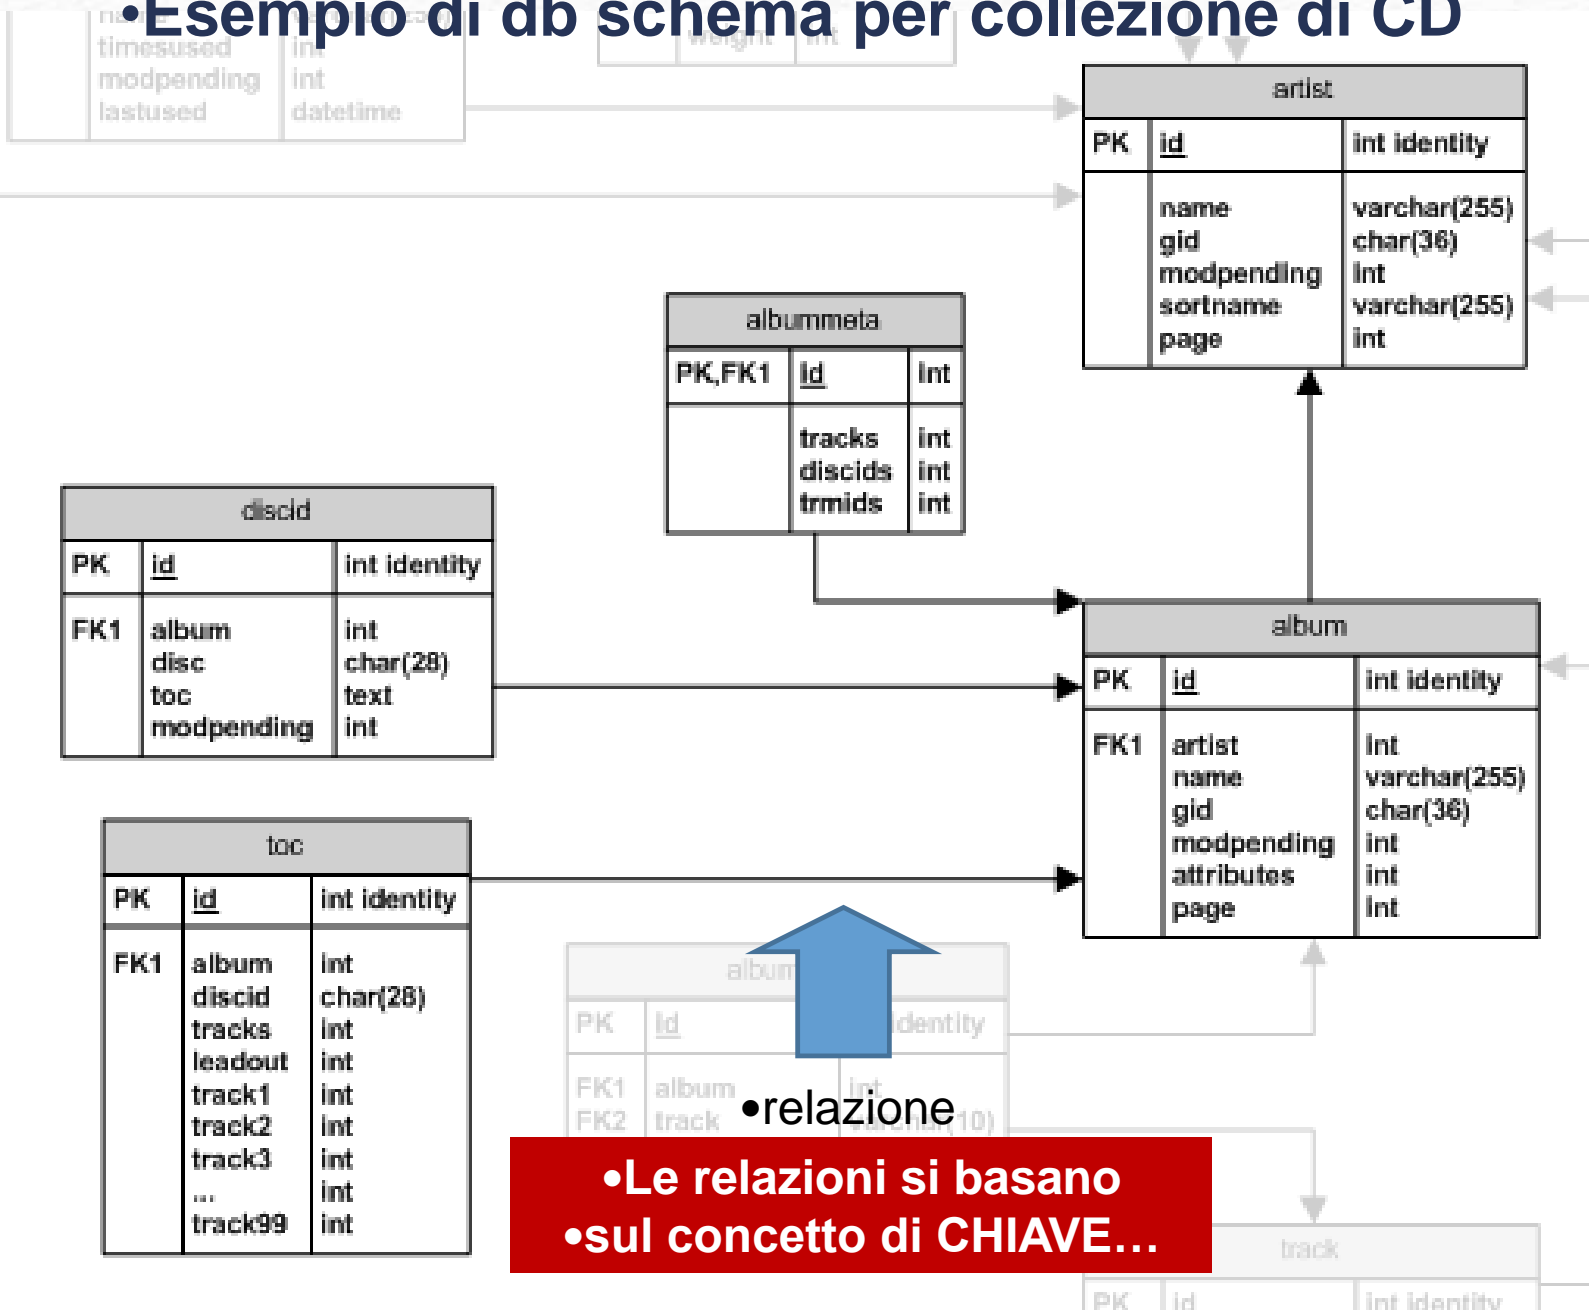 •Esempio di db schema per collezione di CD
timesused int
modpending int
lastused datetime
weight int
artist
PK id int identity
name varchar(255)
gid char(36)
modpending int
sortname varchar(255)
page int
albummeta
PK,FK1 id int
tracks int
discids int
trmids int
discid
PK id int identity
FK1 album int
disc char(28)
toc text
modpending int
album
PK id int identity
FK1 artist int
name varchar(255)
gid char(36)
modpending int
attributes int
page int
toc
PK id int identity
FK1 album int
discid char(28)
tracks int
leadout int
track1 int
track2 int
track3 int
... int
track99 int
album
PK id identity
FK1 album int
FK2 track varchar(10)
•relazione
•Le relazioni si basano
•sul concetto di CHIAVE…
track
PK id int identity